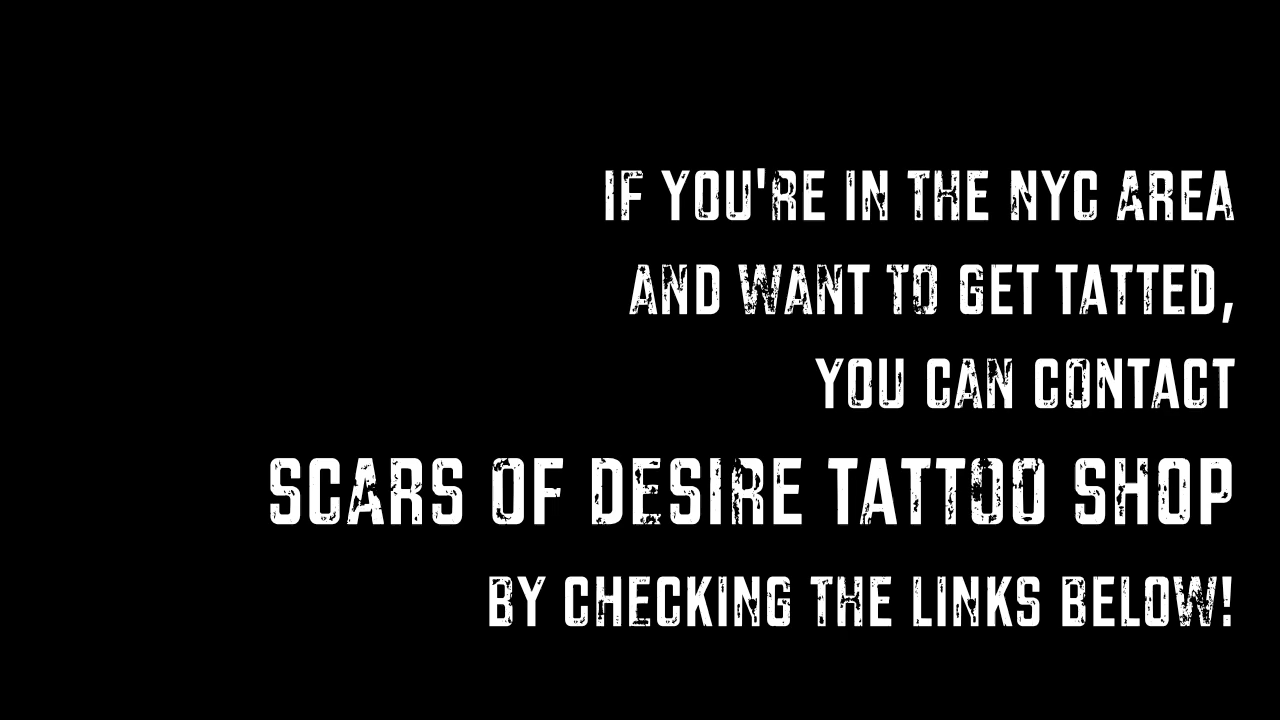 IF YOU'RE IN THE NYC AREA
AND WANT TO GET TATTED,
YOU CAN CONTACT
SCARS OF DESIRE TATTOO SHOP
BY CHECKING THE LINKS BELOW!